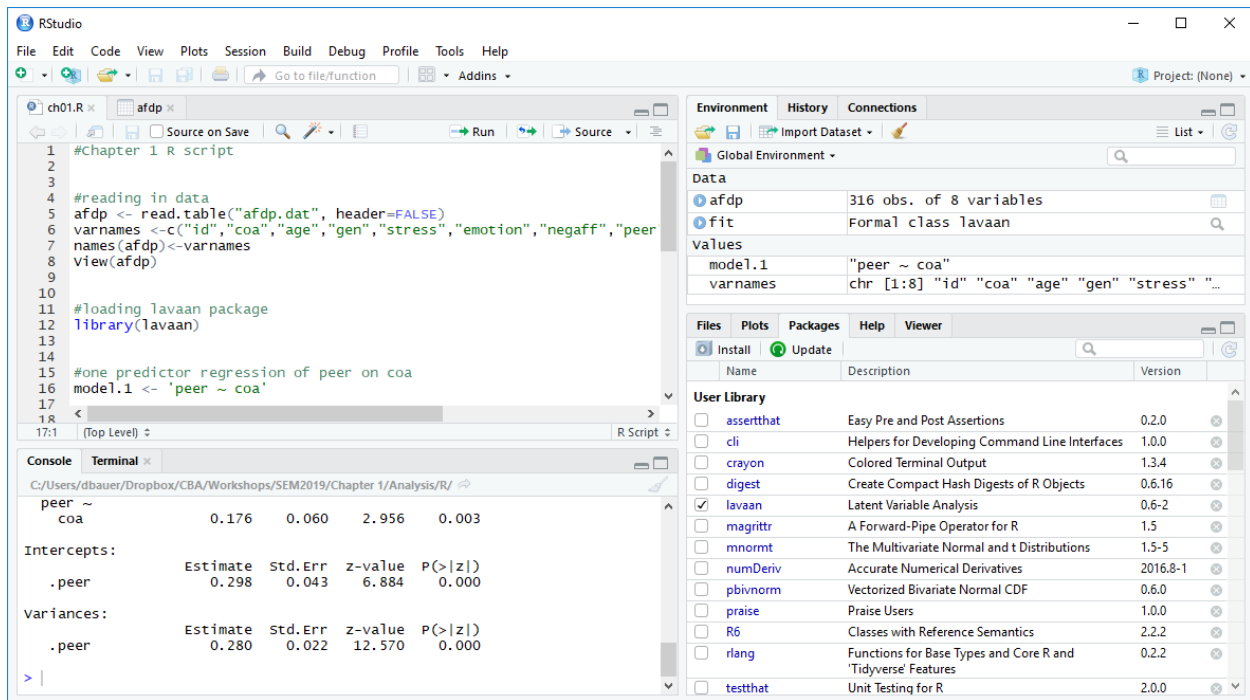 RStudio
File Edit Code View Plots Session Build Debug Profile Tools Help
Go to file/function Addins Project: (None)
ch01.R afdp
Source on Save Run Source
1 #Chapter 1 R script
2
3
4 #reading in data
5 afdp <- read.table("afdp.dat", header=FALSE)
6 varnames <-c("id","coa","age","gen","stress","emotion","negaff","peer
7 names(afdp)<-varnames
8 View(afdp)
9
10
11 #loading lavaan package
12 library(lavaan)
13
14
15 #one predictor regression of peer on coa
16 model.1 <- 'peer ~ coa'
17
18
17:1 (Top Level) R Script
Console Terminal
C:/Users/dbauer/Dropbox/CBA/Workshops/SEM2019/Chapter 1/Analysis/R/
peer ~
coa 0.176 0.060 2.956 0.003
Intercepts:
Estimate Std.Err z-value P(>|z|)
.peer 0.298 0.043 6.884 0.000
Variances:
Estimate Std.Err z-value P(>|z|)
.peer 0.280 0.022 12.570 0.000
>
Environment History Connections
Import Dataset List
Global Environment
Data
afdp 316 obs. of 8 variables
fit Formal class lavaan
Values
model.1 "peer ~ coa"
varnames chr [1:8] "id" "coa" "age" "gen" "stress" "…
Files Plots Packages Help Viewer
Install Update
Name Description Version
User Library
assertthat Easy Pre and Post Assertions 0.2.0
cli Helpers for Developing Command Line Interfaces 1.0.0
crayon Colored Terminal Output 1.3.4
digest Create Compact Hash Digests of R Objects 0.6.16
lavaan Latent Variable Analysis 0.6-2
magrittr A Forward-Pipe Operator for R 1.5
mnormt The Multivariate Normal and t Distributions 1.5-5
numDeriv Accurate Numerical Derivatives 2016.8-1
pbivnorm Vectorized Bivariate Normal CDF 0.6.0
praise Praise Users 1.0.0
R6 Classes with Reference Semantics 2.2.2
rlang Functions for Base Types and Core R and 0.2.2
'Tidyverse' Features
testthat Unit Testing for R 2.0.0